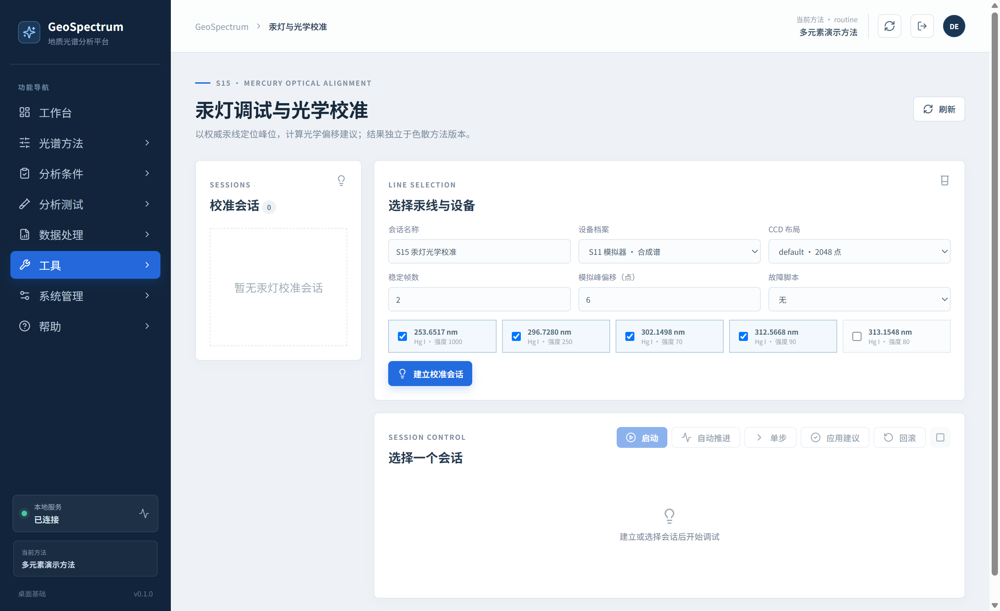 GeoSpectrum
地质光谱分析平台
功能导航
工作台
光谱方法
分析条件
分析测试
数据处理
工具
系统管理
帮助
本地服务
已连接
当前方法
多元素演示方法
桌面基础 v0.1.0
GeoSpectrum 汞灯与光学校准
当前方法 • routine
多元素演示方法
DE
S15 • MERCURY OPTICAL ALIGNMENT
汞灯调试与光学校准
以权威汞线定位峰位，计算光学偏移建议；结果独立于色散方法版本。
刷新
SESSIONS
校准会话 0
暂无汞灯校准会话
LINE SELECTION
选择汞线与设备
会话名称 设备档案 CCD 布局
S15 汞灯光学校准 S11 模拟器 • 合成谱 default • 2048 点
稳定帧数 模拟峰偏移（点） 故障脚本
2 6 无
253.6517 nm 296.7280 nm 302.1498 nm 312.5668 nm 313.1548 nm
Hg I • 强度 1000 Hg I • 强度 250 Hg I • 强度 70 Hg I • 强度 90 Hg I • 强度 80
建立校准会话
SESSION CONTROL
选择一个会话
启动 自动推进 单步 应用建议 回滚
建立或选择会话后开始调试